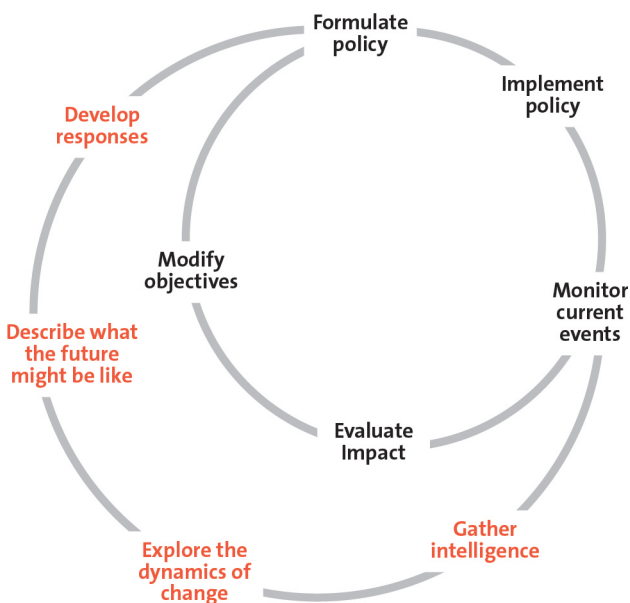 Formulate
policy
Implement
policy
Monitor
current
events
Evaluate
Impact
Modify
objectives
Gather
intelligence
Explore the
dynamics of
change
Describe what
the future
might be like
Develop
responses